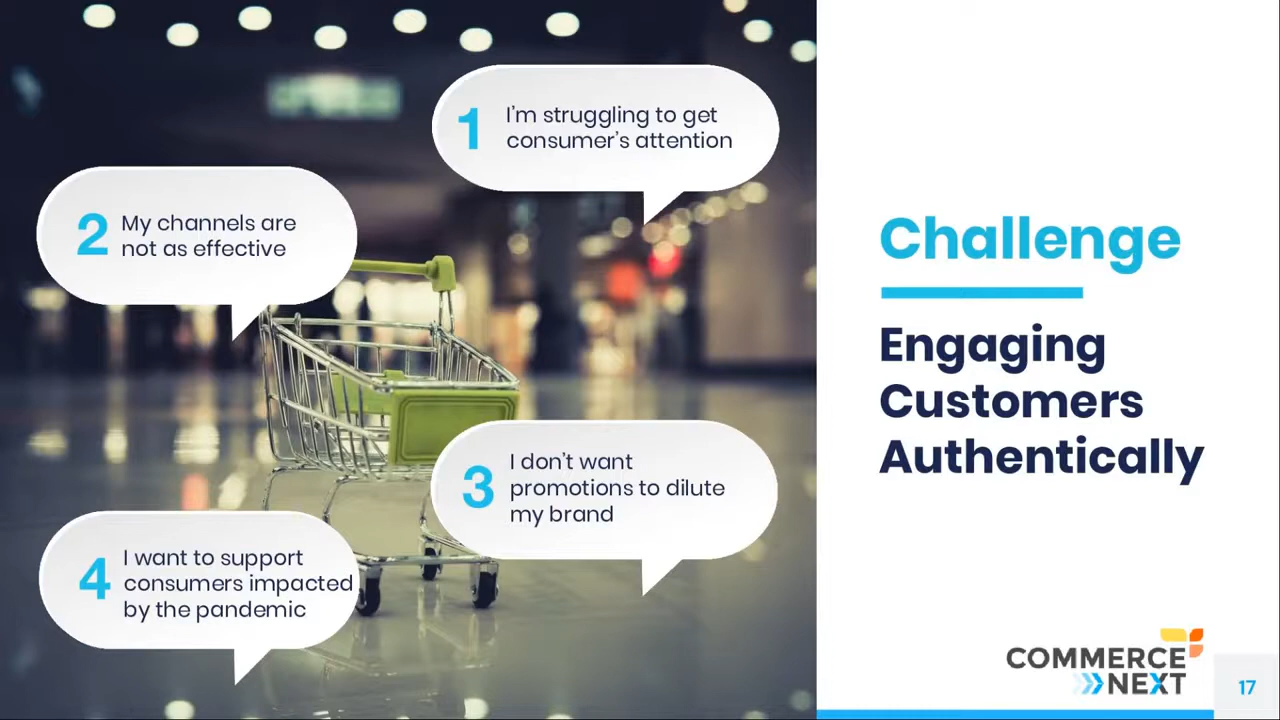 1
I'm struggling to get
consumer's attention
2
My channels are
not as effective
3
I don't want
promotions to dilute
my brand
4
I want to support
consumers impacted
by the pandemic
Challenge
Engaging
Customers
Authentically
COMMERCE
NEXT
17